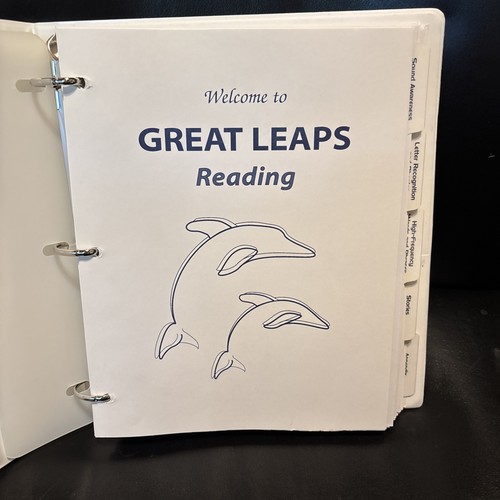 Welcome to
GREAT LEAPS
Reading
Sound Awareness
Letter Recognition
High-Frequency
Stories